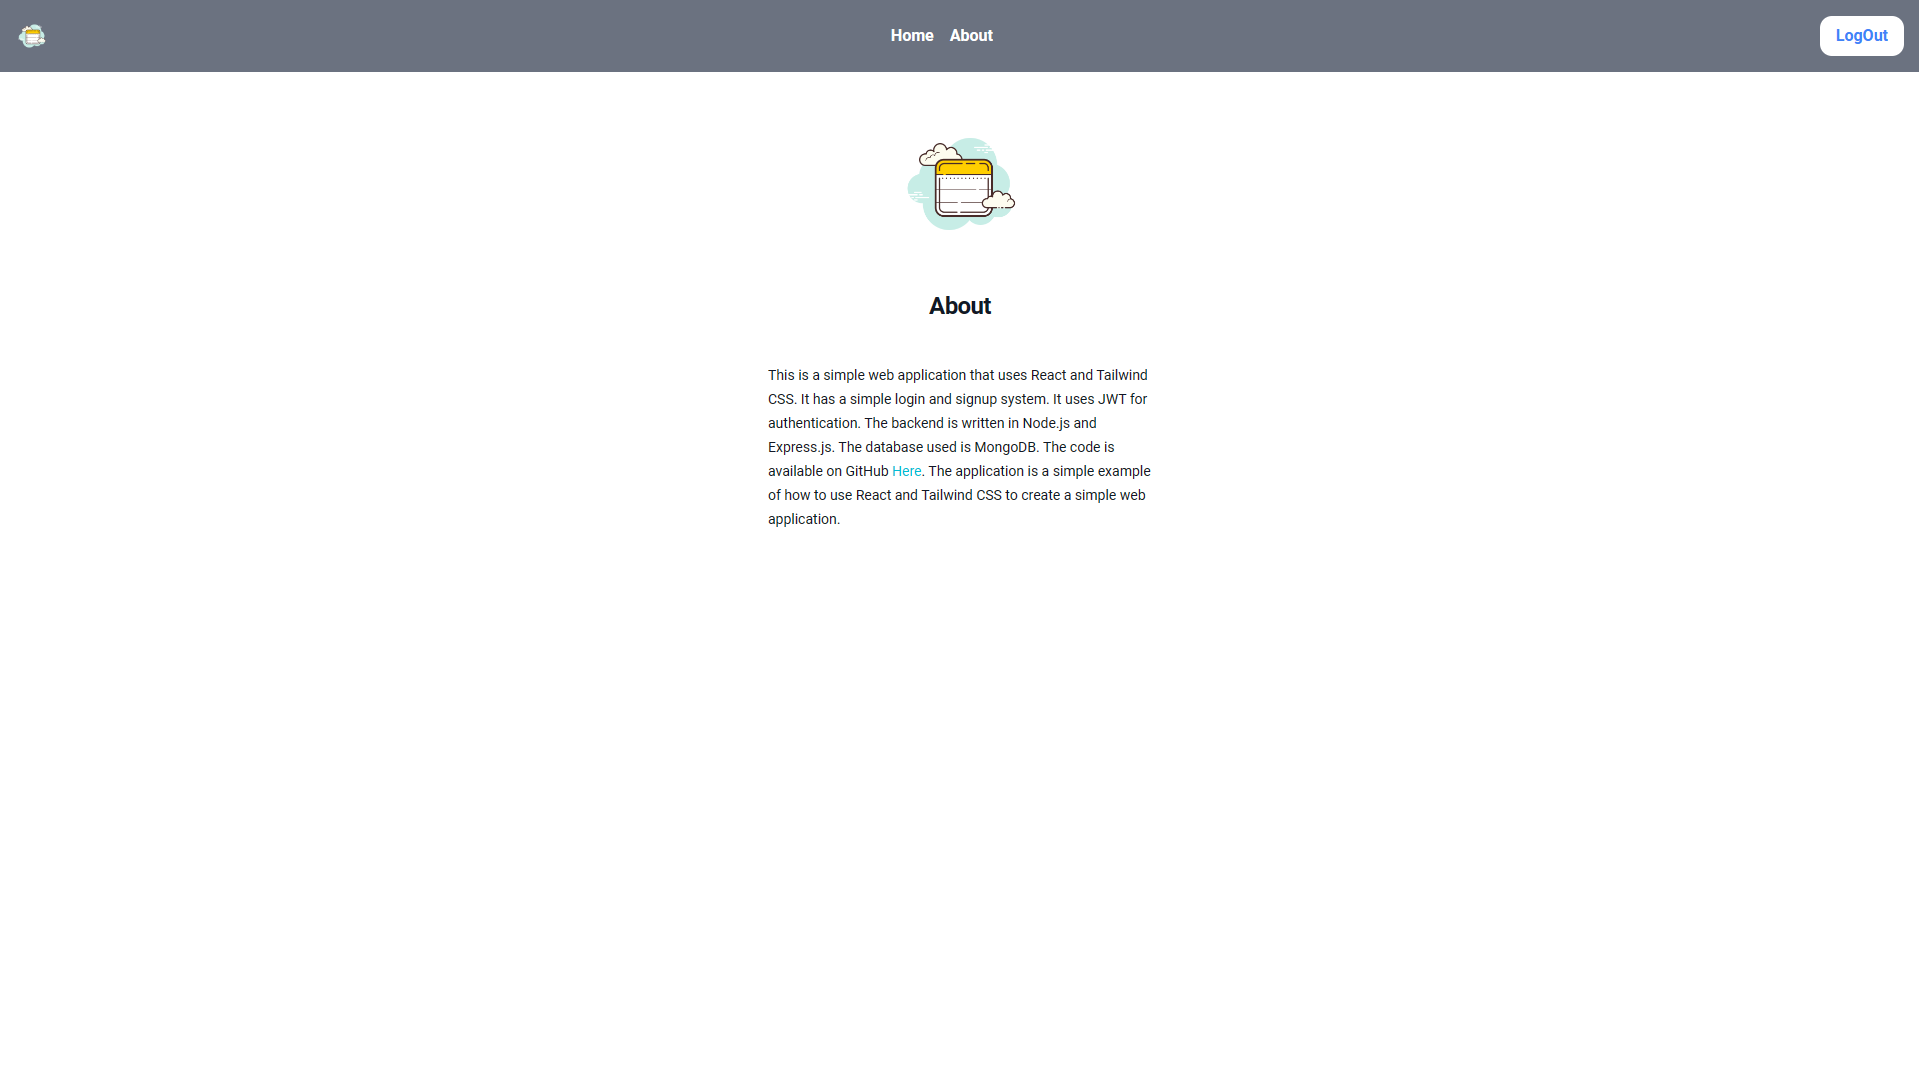 Home About
LogOut
About
This is a simple web application that uses React and Tailwind
CSS. It has a simple login and signup system. It uses JWT for
authentication. The backend is written in Node.js and
Express.js. The database used is MongoDB. The code is
available on GitHub Here. The application is a simple example
of how to use React and Tailwind CSS to create a simple web
application.